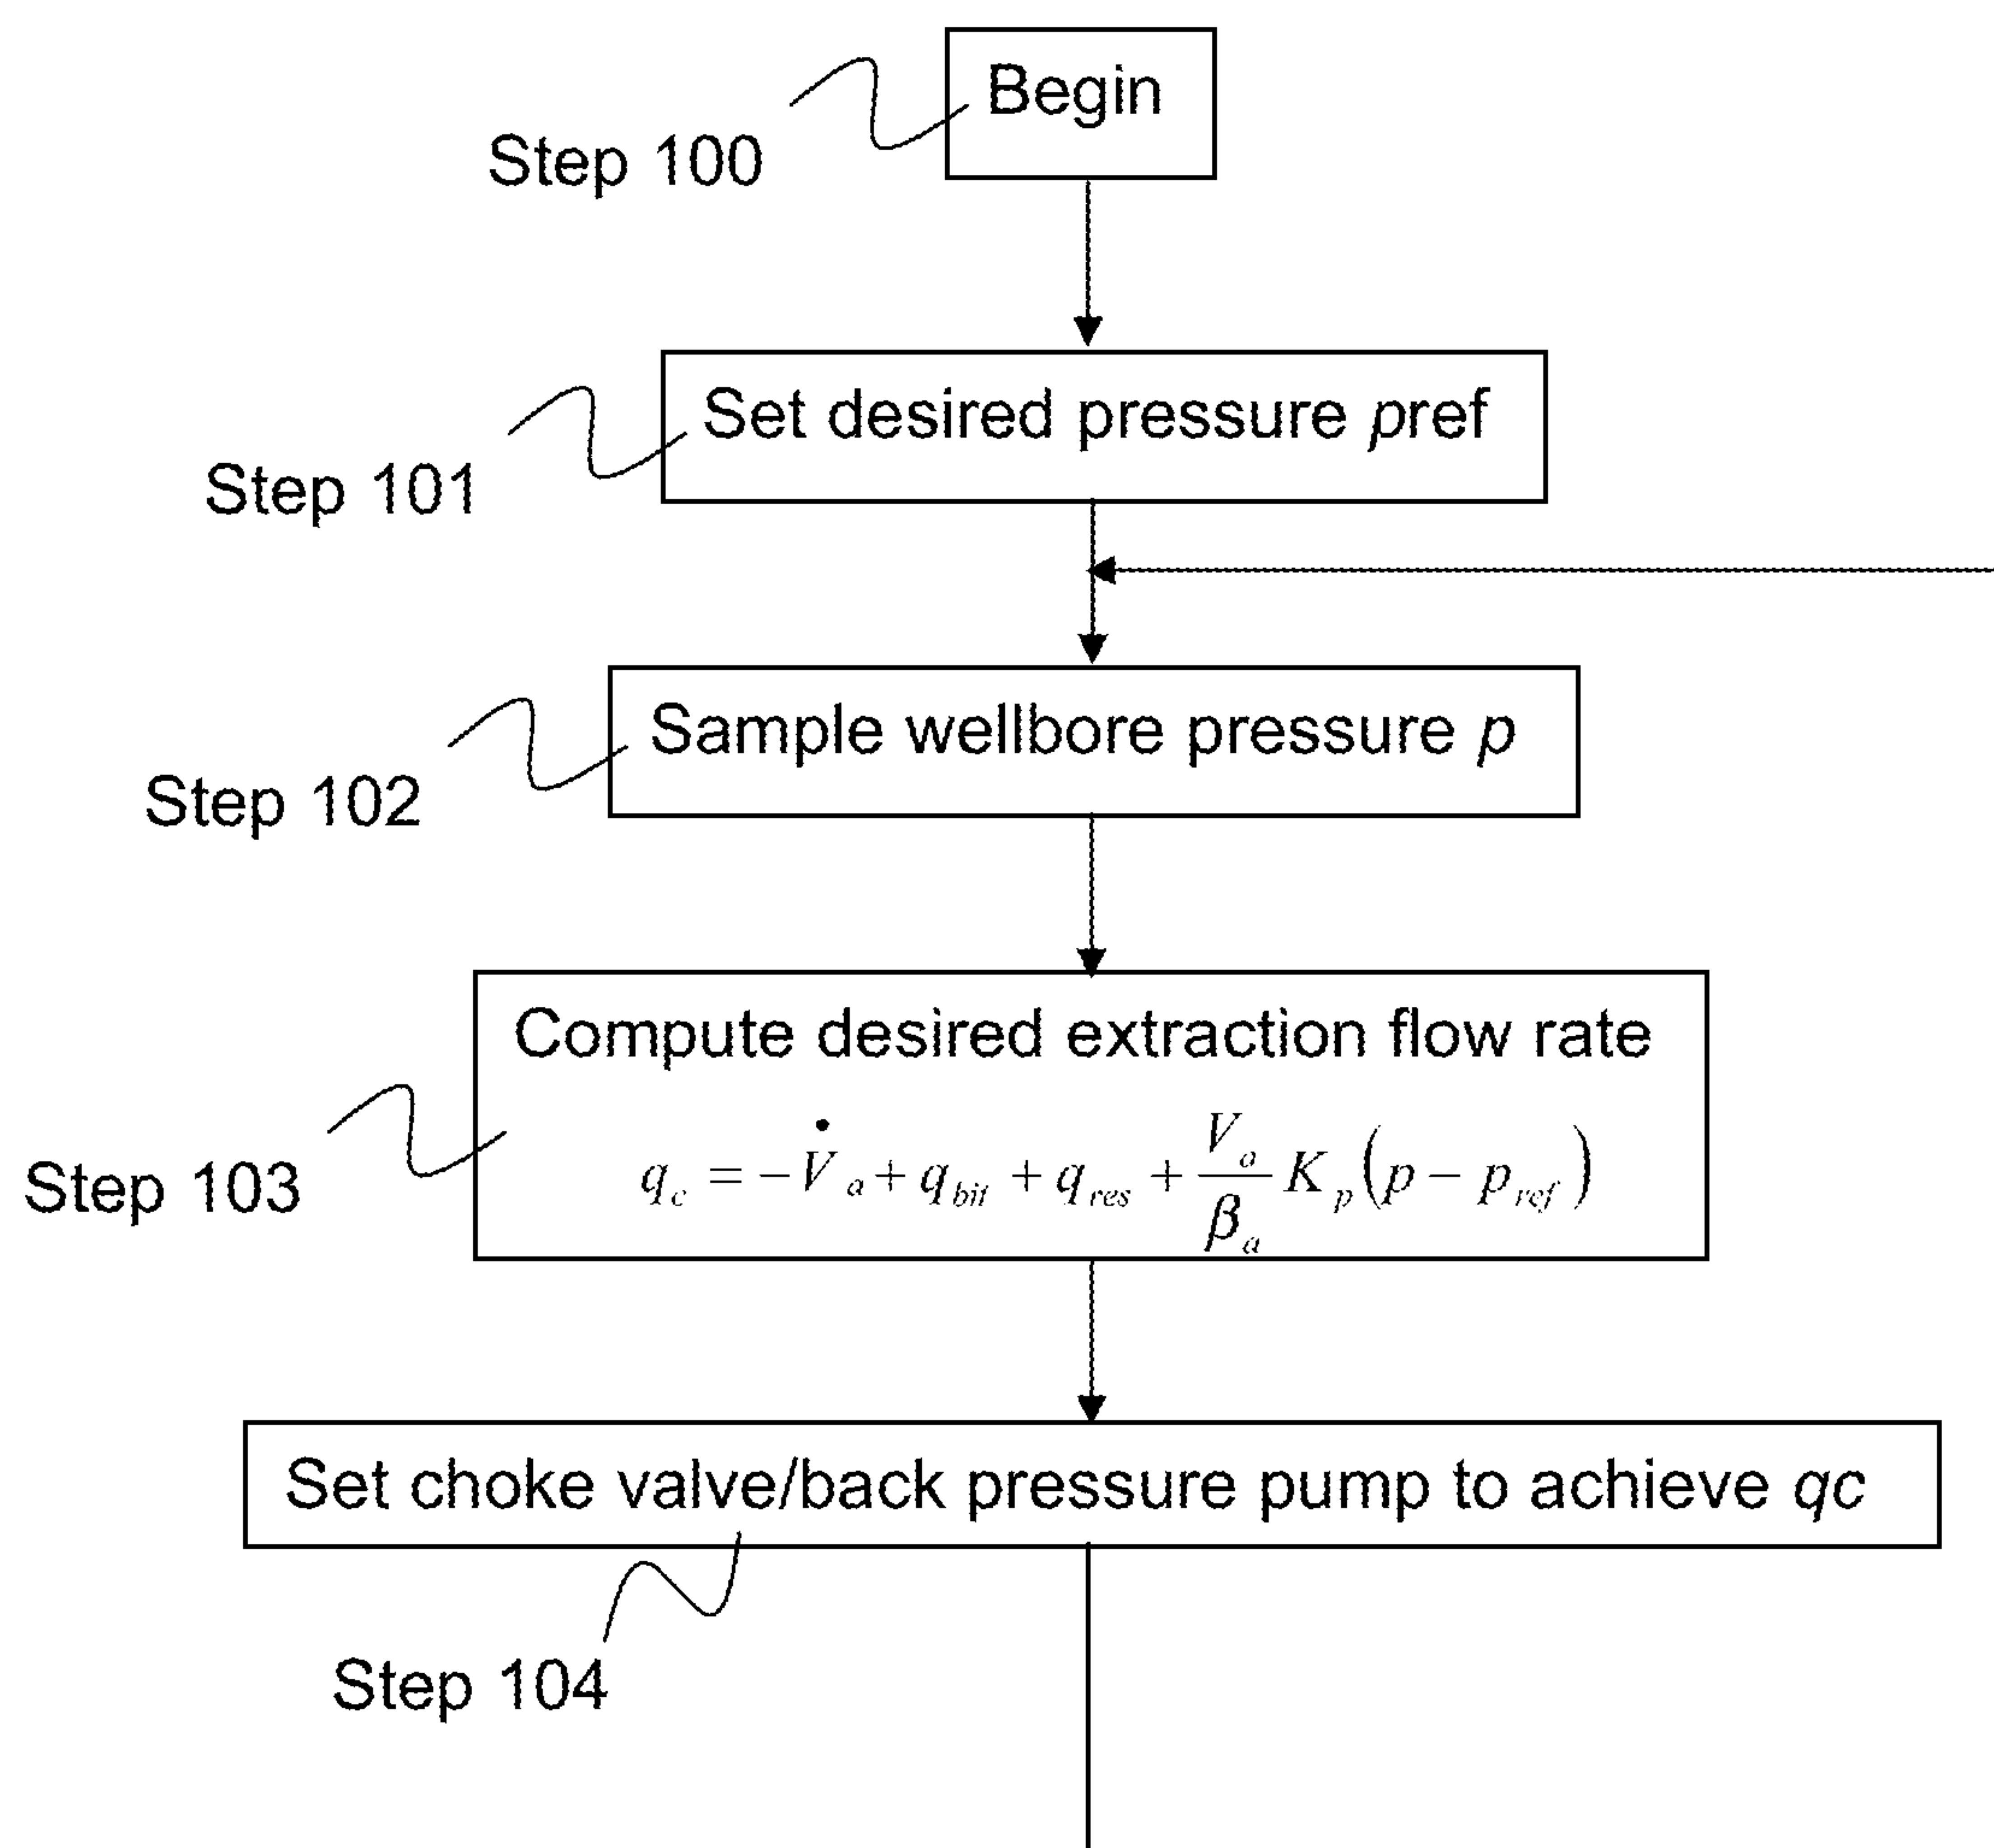 Begin
Step 100
Set desired pressure pref
Step 101
Sample wellbore pressure p
Step 102
Compute desired extraction flow rate
q_c = −V̇_a + q_bit + q_res + V_a/β_a K_p (p − p_ref)
Step 103
Set choke valve/back pressure pump to achieve qc
Step 104